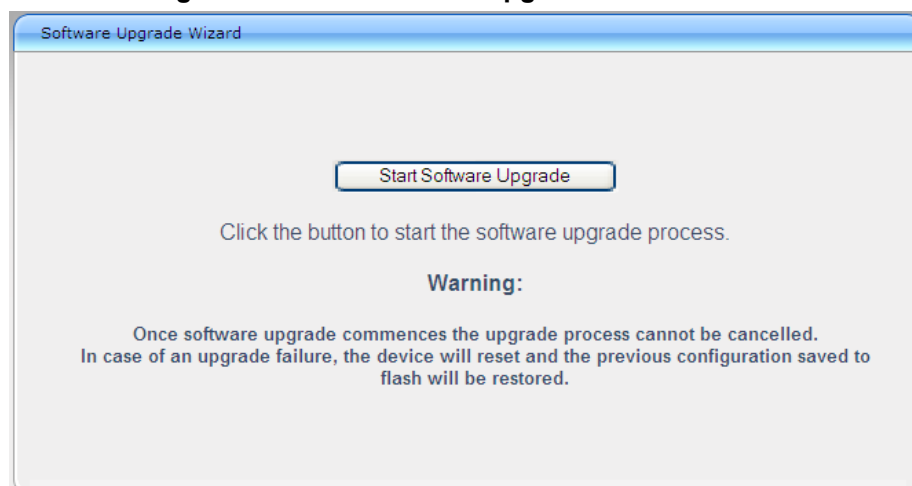 Software Upgrade Wizard
Start Software Upgrade
Click the button to start the software upgrade process.
Warning:
Once software upgrade commences the upgrade process cannot be cancelled.
In case of an upgrade failure, the device will reset and the previous configuration saved to
flash will be restored.